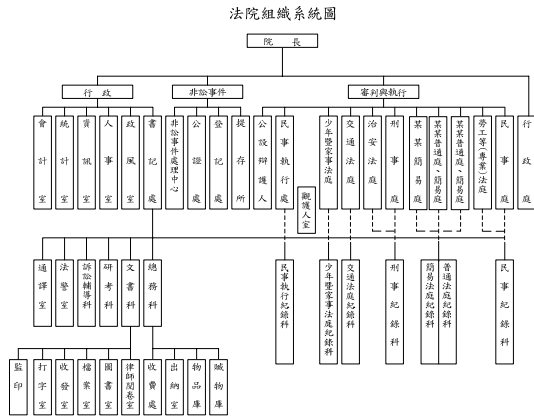 法院組織系統圖
院長
行政
非訟事件
審判與執行
會計室
統計室
資訊室
人事室
政風室
書記處
非訟事件處理中心
公證處
登記處
提存所
公設辯護人
民事執行處
觀護人室
少年暨家事法庭
交通法庭
治安法庭
刑事庭
某某簡易庭
某某普通庭、簡易庭
某某普通庭、簡易庭
勞工等(專業)法庭
民事庭
行政庭
通譯室
法警室
訴訟輔導科
研考科
文書科
總務科
民事執行紀錄科
少年暨家事法庭紀錄科
交通法庭紀錄科
刑事紀錄科
簡易法庭紀錄科
普通法庭紀錄科
民事紀錄科
監印
打字室
收發室
檔案室
圖書室
律師閱卷室
收費處
出納室
物品庫
贓物庫